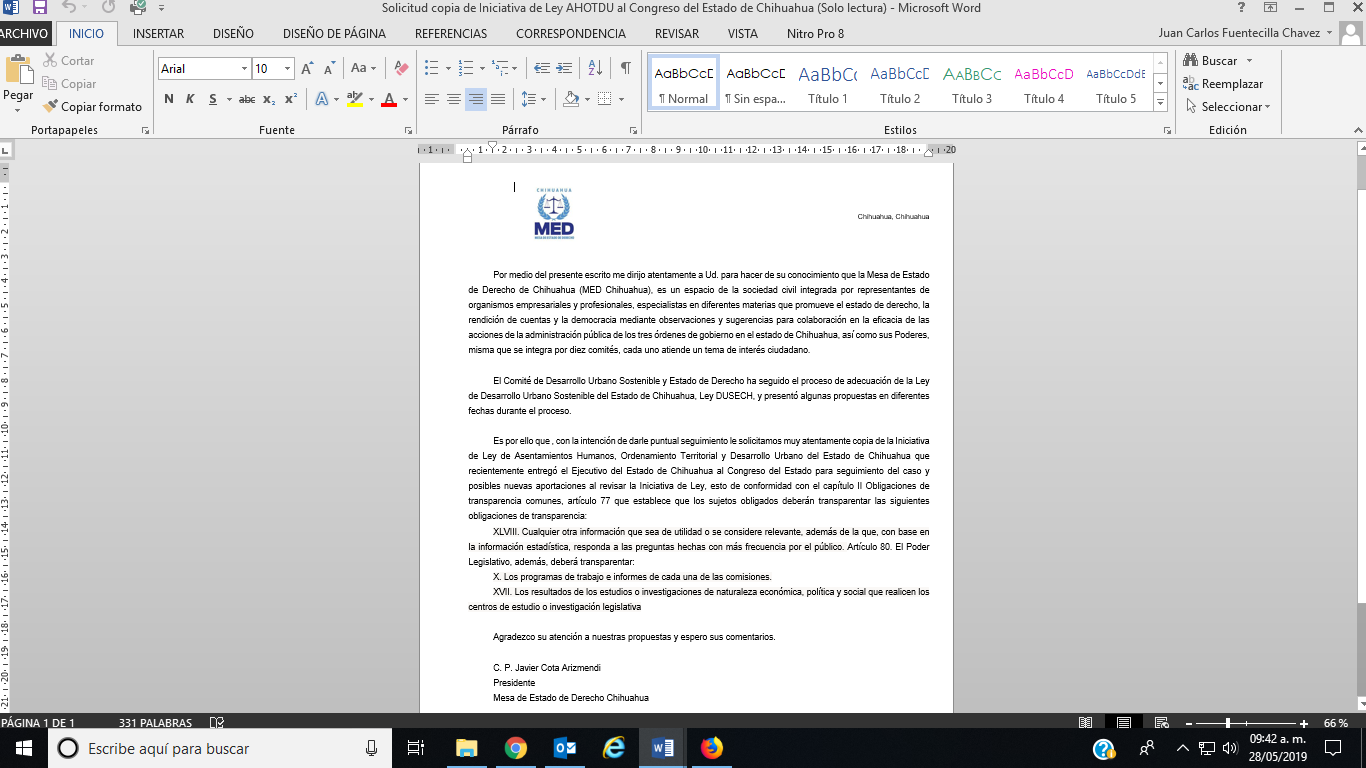 Solicitud copia de Iniciativa de Ley AHOTDU al Congreso del Estado de Chihuahua (Solo lectura) - Microsoft Word
ARCHIVO INICIO INSERTAR DISEÑO DISEÑO DE PÁGINA REFERENCIAS CORRESPONDENCIA REVISAR VISTA Nitro Pro 8 Juan Carlos Fuentecilla Chavez
Pegar
Cortar
Copiar
Copiar formato
Portapapeles
Arial 10
N K S abc x₂ x²
Fuente
Párrafo
AaBbCcD AaBbCcD AaBbC AaBbCcD AaBbCc AaBbCcD AaBbCcDdE
¶ Normal ¶ Sin espa... Título 1 Título 2 Título 3 Título 4 Título 5
Estilos
Buscar
Reemplazar
Seleccionar
Edición
CHIHUAHUA
MED
MESA DE ESTADO DE DERECHO
Chihuahua, Chihuahua
Por medio del presente escrito me dirijo atentamente a Ud. para hacer de su conocimiento que la Mesa de Estado
de Derecho de Chihuahua (MED Chihuahua), es un espacio de la sociedad civil integrada por representantes de
organismos empresariales y profesionales, especialistas en diferentes materias que promueve el estado de derecho, la
rendición de cuentas y la democracia mediante observaciones y sugerencias para colaboración en la eficacia de las
acciones de la administración pública de los tres órdenes de gobierno en el estado de Chihuahua, así como sus Poderes,
misma que se integra por diez comités, cada uno atiende un tema de interés ciudadano.
El Comité de Desarrollo Urbano Sostenible y Estado de Derecho ha seguido el proceso de adecuación de la Ley
de Desarrollo Urbano Sostenible del Estado de Chihuahua, Ley DUSECH, y presentó algunas propuestas en diferentes
fechas durante el proceso.
Es por ello que , con la intención de darle puntual seguimiento le solicitamos muy atentamente copia de la Iniciativa
de Ley de Asentamientos Humanos, Ordenamiento Territorial y Desarrollo Urbano del Estado de Chihuahua que
recientemente entregó el Ejecutivo del Estado de Chihuahua al Congreso del Estado para seguimiento del caso y
posibles nuevas aportaciones al revisar la Iniciativa de Ley, esto de conformidad con el capítulo II Obligaciones de
transparencia comunes, artículo 77 que establece que los sujetos obligados deberán transparentar las siguientes
obligaciones de transparencia:
XLVIII. Cualquier otra información que sea de utilidad o se considere relevante, además de la que, con base en
la información estadística, responda a las preguntas hechas con más frecuencia por el público. Artículo 80. El Poder
Legislativo, además, deberá transparentar:
X. Los programas de trabajo e informes de cada una de las comisiones.
XVII. Los resultados de los estudios o investigaciones de naturaleza económica, política y social que realicen los
centros de estudio o investigación legislativa
Agradezco su atención a nuestras propuestas y espero sus comentarios.
C. P. Javier Cota Arizmendi
Presidente
Mesa de Estado de Derecho Chihuahua
PÁGINA 1 DE 1 331 PALABRAS 66 %
Escribe aquí para buscar
09:42 a. m.
28/05/2019